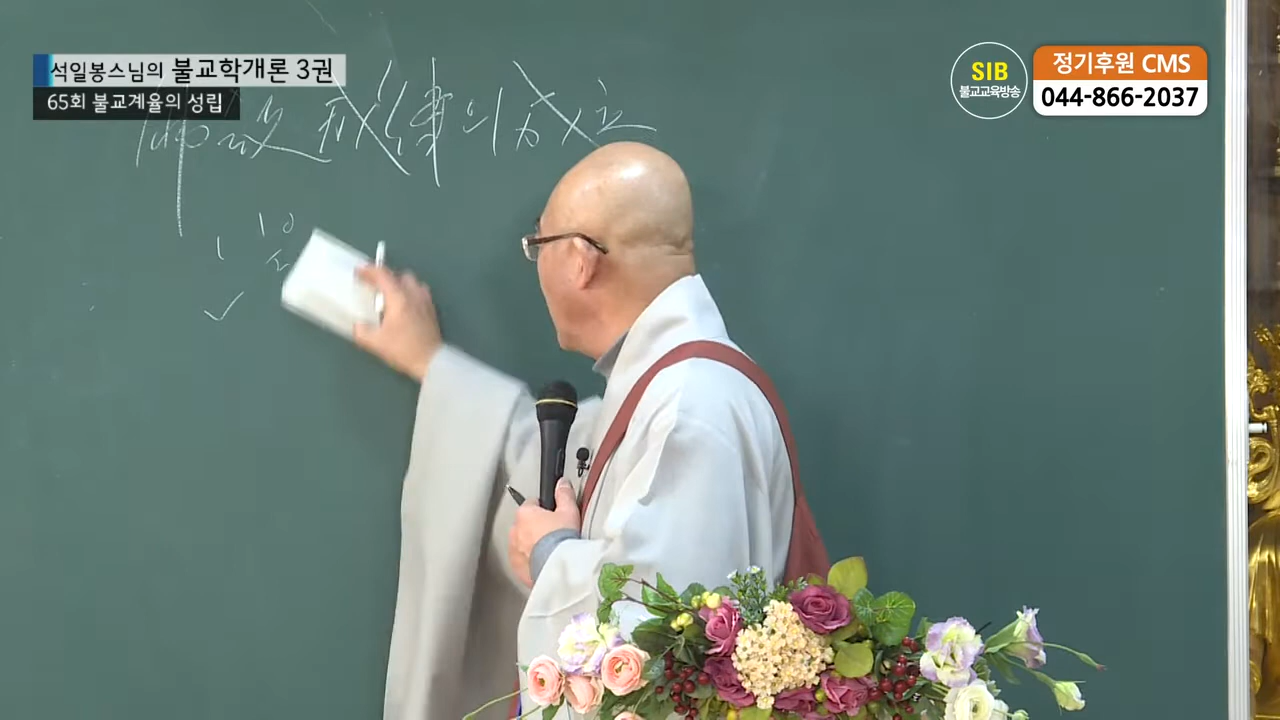 석일봉스님의 불교학개론 3권
65회 불교계율의 성립
SIB
불교교육방송
정기후원 CMS
044-866-2037
佛教 戒律의 成立
10